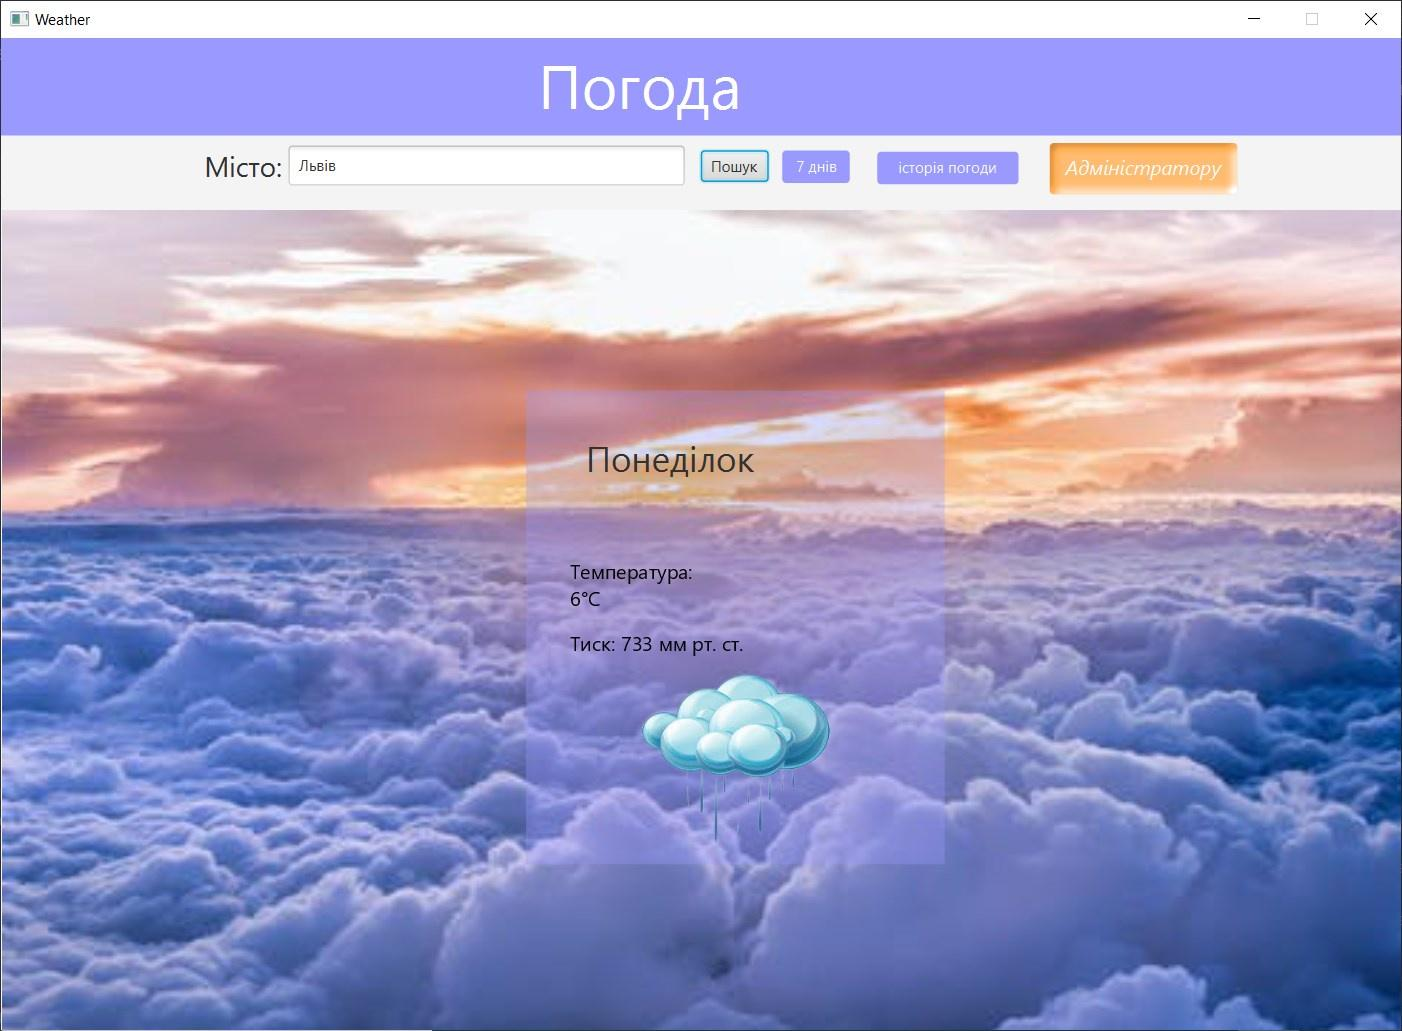 Weather
Погода
Місто: Львів Пошук 7 днів історія погоди Адміністратору
Понеділок
Температура:
6°C
Тиск: 733 мм рт. ст.